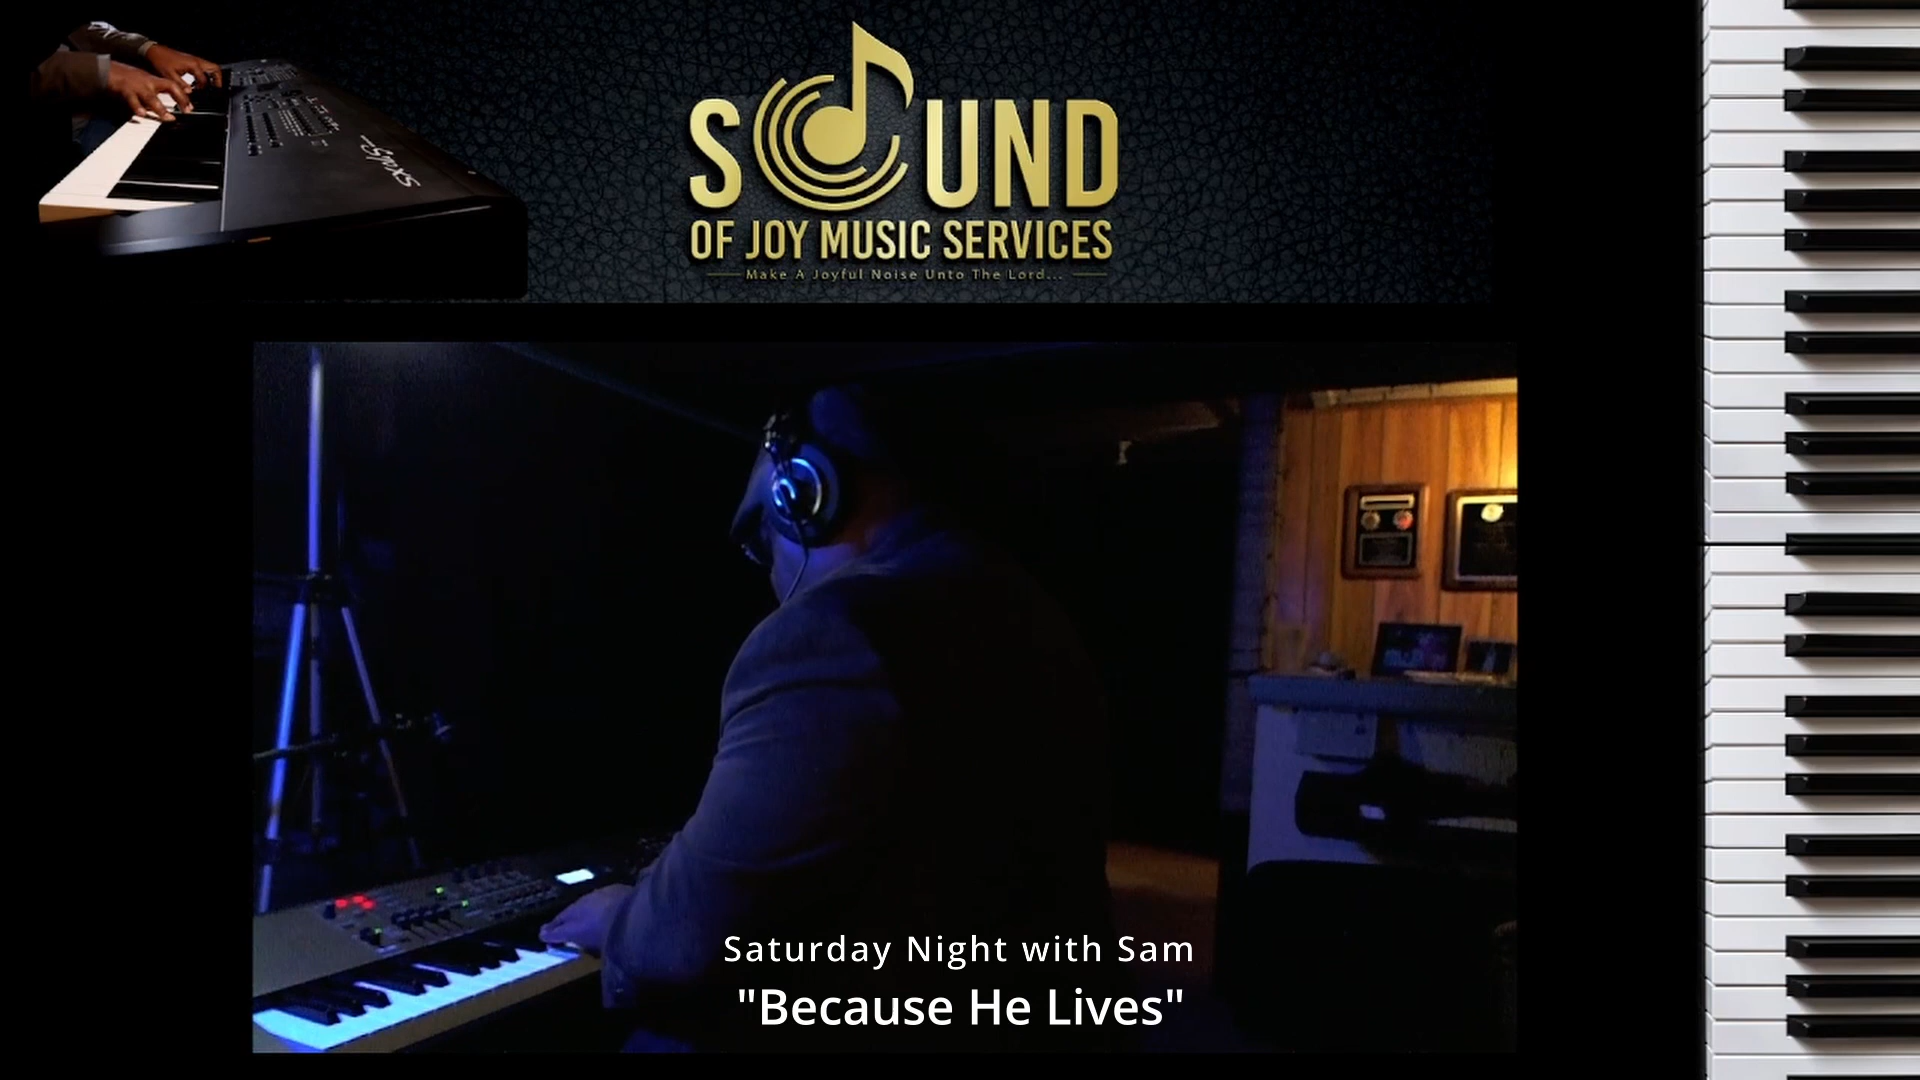 SOUND
OF JOY MUSIC SERVICES
Make A Joyful Noise Unto The Lord...
Saturday Night with Sam
"Because He Lives"